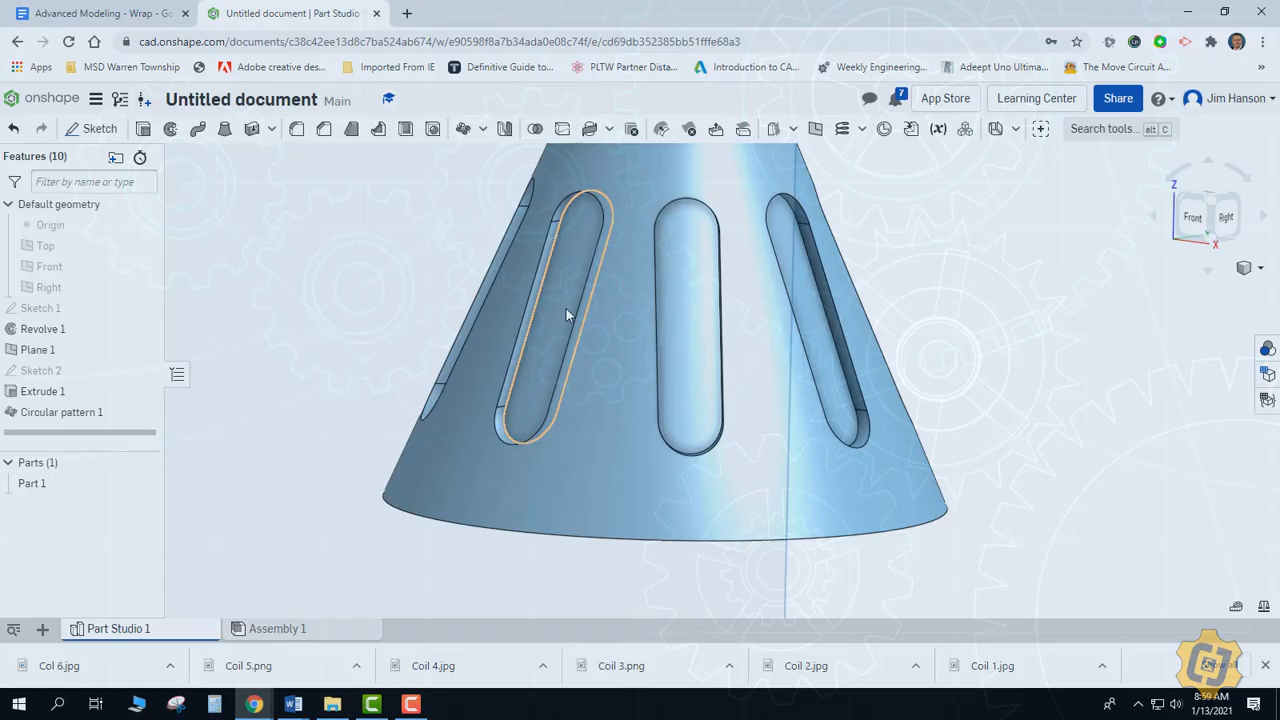 Advanced Modeling - Wrap - Go
Untitled document | Part Studio
cad.onshape.com/documents/c38c42ee13d8c7ba524ab674/w/e90598f8a7b34ada0e8c74f/e/cd69db352385bb51fffe68a3
Apps
MSD Warren Township
Adobe creative des...
Imported From IE
Definitive Guide to...
PLTW Partner Dista...
Introduction to CA...
Weekly Engineering...
Adeept Uno Ultima...
The Move Circuit A...
onshape
Untitled document Main
7
App Store
Learning Center
Share
Jim Hanson
Sketch
Search tools... alt C
Features (10)
Filter by name or type
Default geometry
Origin
Top
Front
Right
Sketch 1
Revolve 1
Plane 1
Sketch 2
Extrude 1
Circular pattern 1
Parts (1)
Part 1
Z
Front
Right
X
Part Studio 1
Assembly 1
Col 6.jpg
Coil 5.png
Coil 4.jpg
Coil 3.png
Coil 2.jpg
Coil 1.jpg
Show all
8:59 AM
1/13/2021